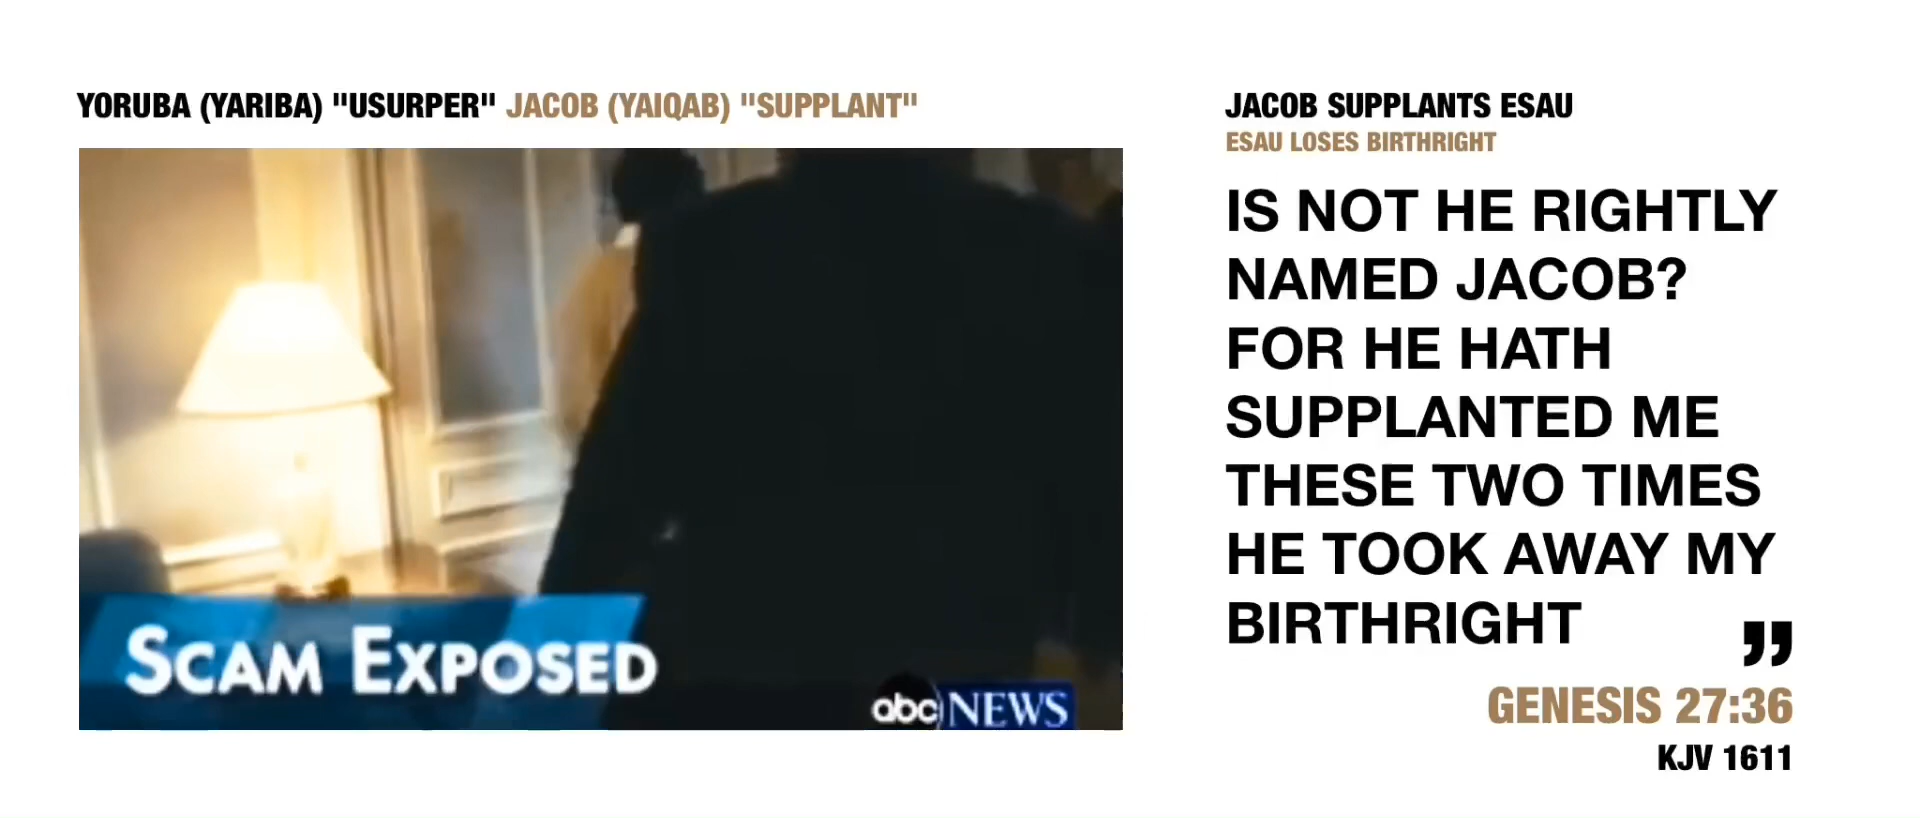 YORUBA (YARIBA) "USURPER" JACOB (YAIQAB) "SUPPLANT"
SCAM EXPOSED
abc NEWS
JACOB SUPPLANTS ESAU
ESAU LOSES BIRTHRIGHT
IS NOT HE RIGHTLY
NAMED JACOB?
FOR HE HATH
SUPPLANTED ME
THESE TWO TIMES
HE TOOK AWAY MY
BIRTHRIGHT
”
GENESIS 27:36
KJV 1611